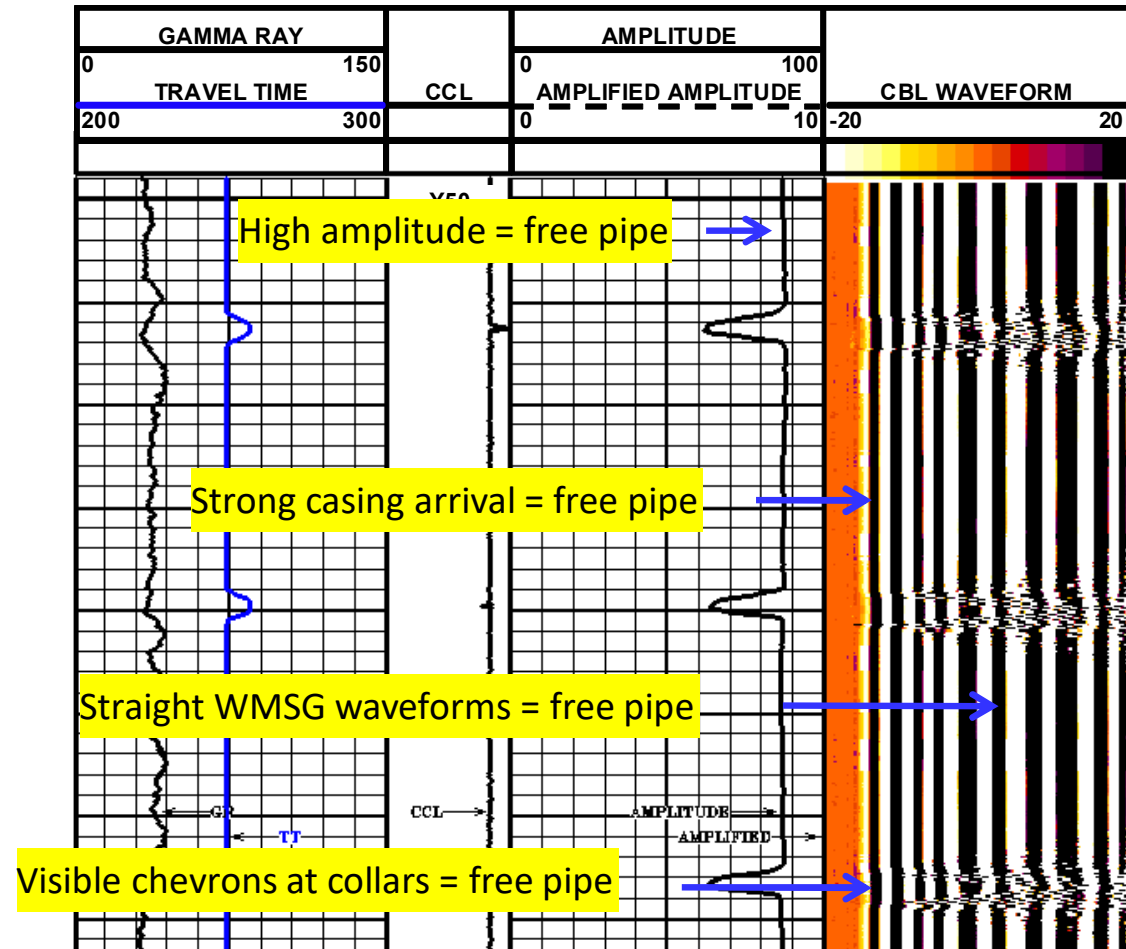 GAMMA RAY
0 150
TRAVEL TIME
200 300
CCL
AMPLITUDE
0 100
AMPLIFIED AMPLITUDE
0 10
CBL WAVEFORM
-20 20
High amplitude = free pipe
Strong casing arrival = free pipe
Straight WMSG waveforms = free pipe
GR
CCL
AMPLITUDE
TT
AMPLIFIED
Visible chevrons at collars = free pipe